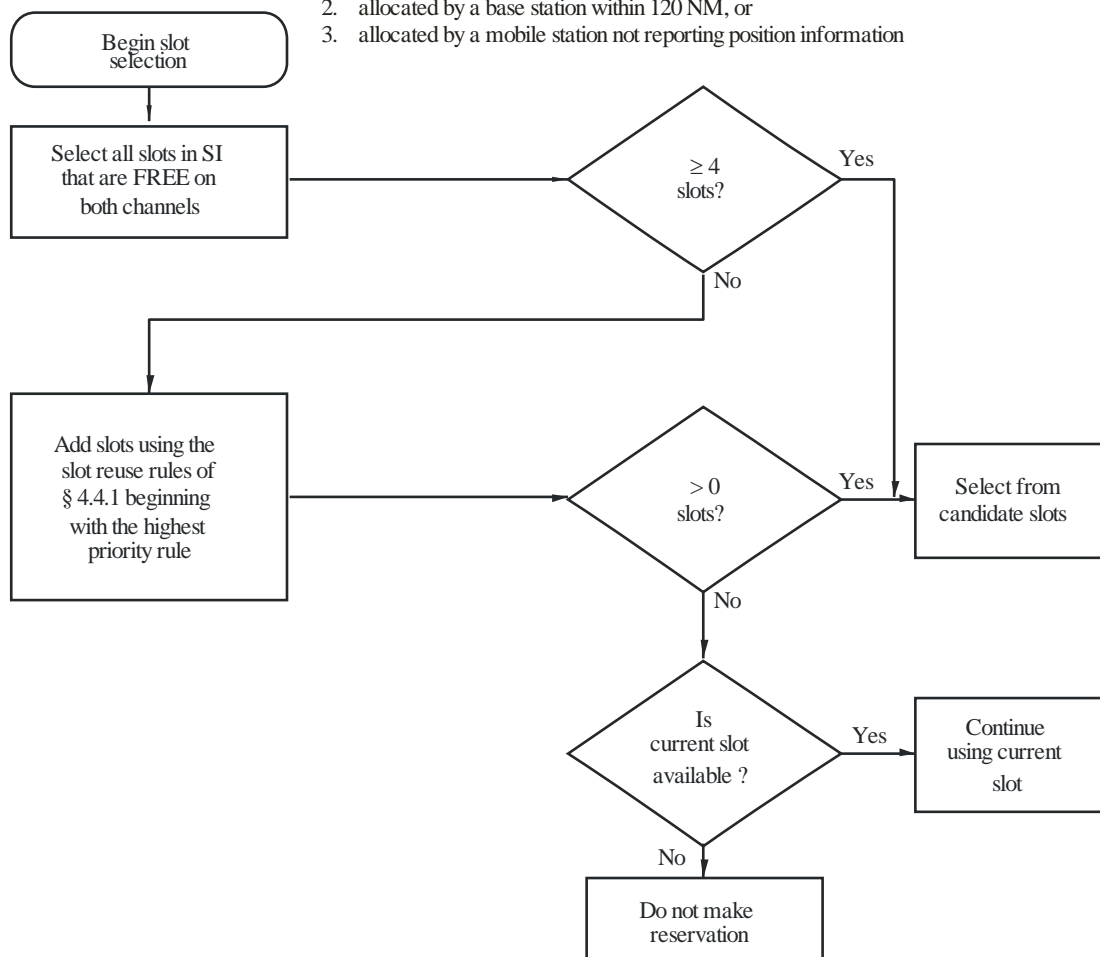 2. allocated by a base station within 120 NM, or
3. allocated by a mobile station not reporting position information
Begin slot
selection
Select all slots in SI
that are FREE on
both channels
≥ 4
slots?
Yes
No
Add slots using the
slot reuse rules of
§ 4.4.1 beginning
with the highest
priority rule
> 0
slots?
Yes
Select from
candidate slots
No
Is
current slot
available ?
Yes
Continue
using current
slot
No
Do not make
reservation